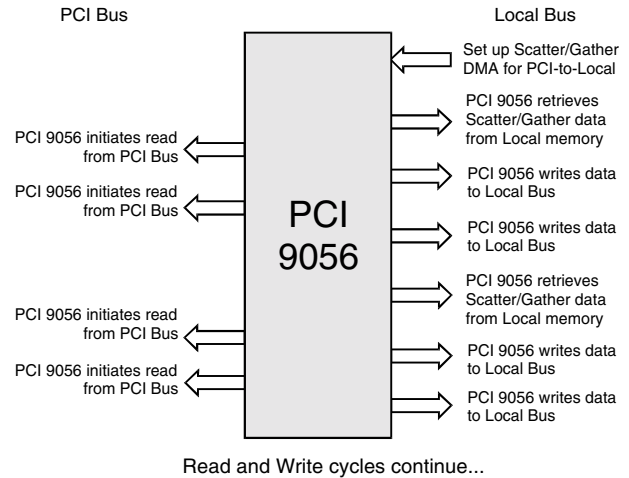 PCI Bus
Local Bus
Set up Scatter/Gather
DMA for PCI-to-Local
PCI 9056 retrieves
Scatter/Gather data
from Local memory
PCI 9056 initiates read
from PCI Bus
PCI 9056 writes data
to Local Bus
PCI 9056 initiates read
from PCI Bus
PCI
9056
PCI 9056 writes data
to Local Bus
PCI 9056 retrieves
Scatter/Gather data
from Local memory
PCI 9056 initiates read
from PCI Bus
PCI 9056 writes data
to Local Bus
PCI 9056 initiates read
from PCI Bus
PCI 9056 writes data
to Local Bus
Read and Write cycles continue...